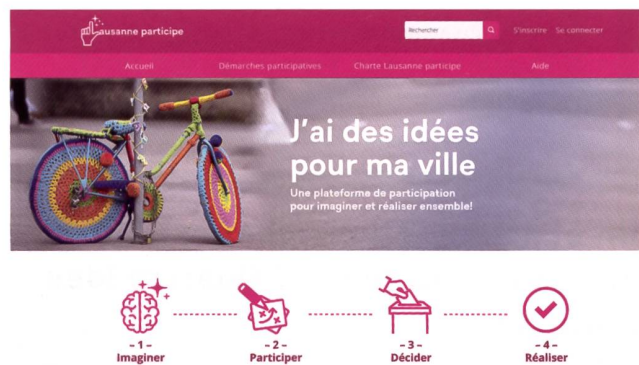 Lausanne participe
Rechercher
S'inscrire Se connecter
Accueil Démarches participatives Charte Lausanne participe Aide
J'ai des idées
pour ma ville
Une plateforme de participation
pour imaginer et réaliser ensemble!
– 1 –
Imaginer
– 2 –
Participer
– 3 –
Décider
– 4 –
Réaliser